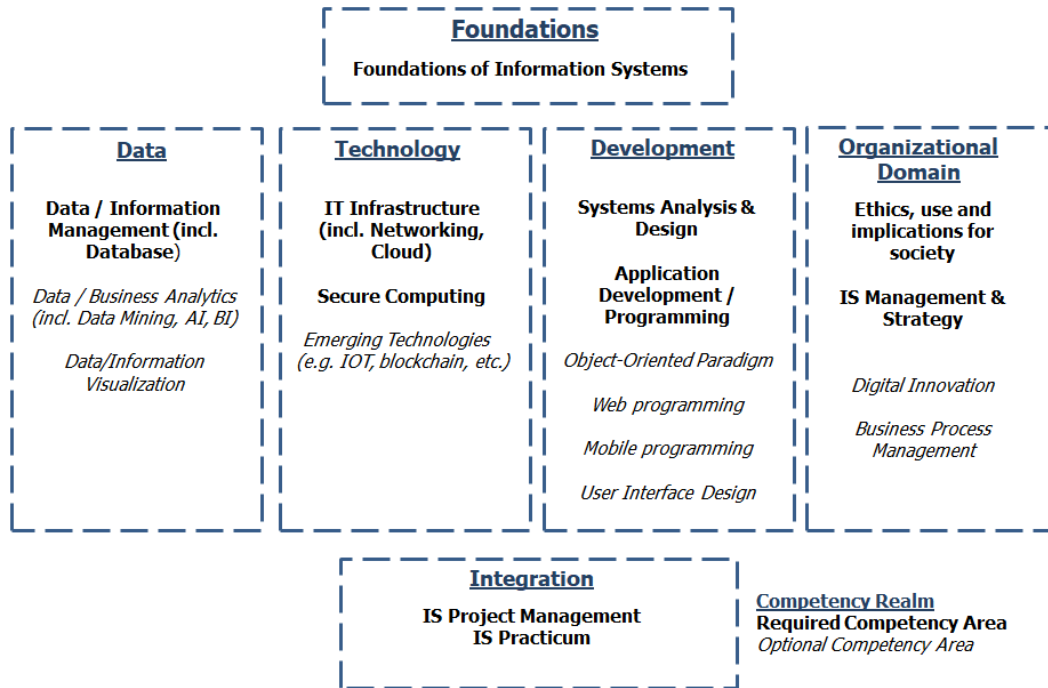 Foundations
Foundations of Information Systems
Data
Data / Information
Management (incl.
Database)
Data / Business Analytics
(incl. Data Mining, AI, BI)
Data/Information
Visualization
Technology
IT Infrastructure
(incl. Networking,
Cloud)
Secure Computing
Emerging Technologies
(e.g. IOT, blockchain, etc.)
Development
Systems Analysis &
Design
Application
Development /
Programming
Object-Oriented Paradigm
Web programming
Mobile programming
User Interface Design
Organizational
Domain
Ethics, use and
implications for
society
IS Management &
Strategy
Digital Innovation
Business Process
Management
Integration
IS Project Management
IS Practicum
Competency Realm
Required Competency Area
Optional Competency Area